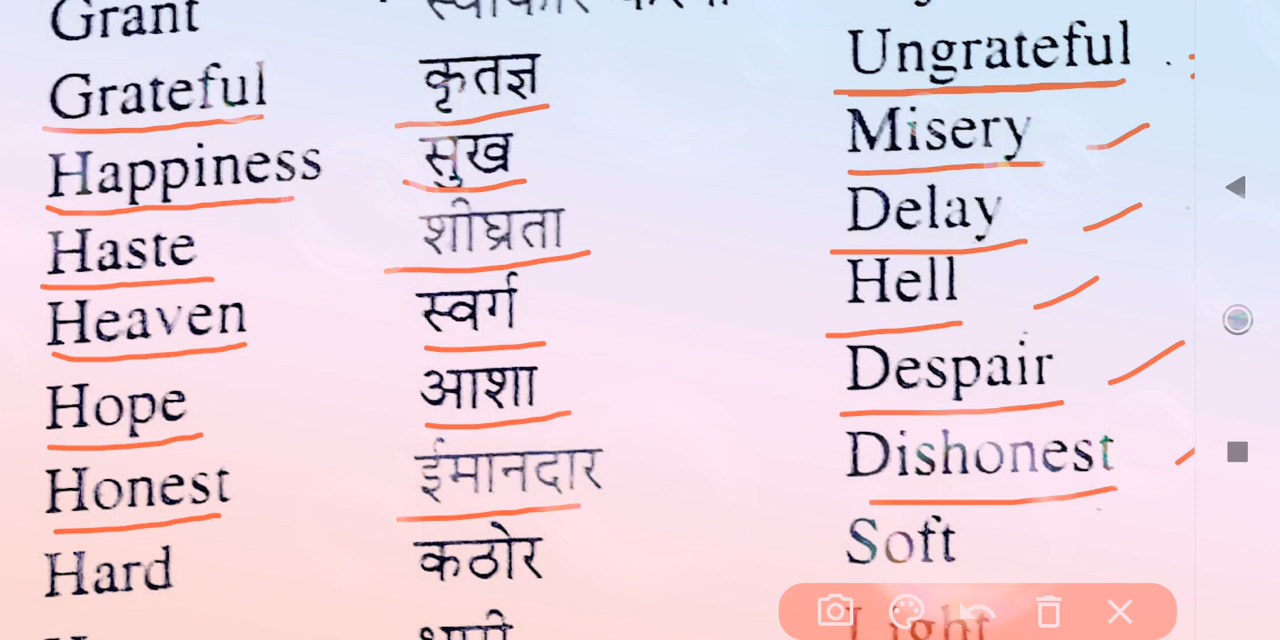 Grant
Grateful कृतज्ञ Ungrateful
Happiness सुख Misery
Haste शीघ्रता Delay
Heaven स्वर्ग Hell
Hope आशा Despair
Honest ईमानदार Dishonest
Hard कठोर Soft
Light